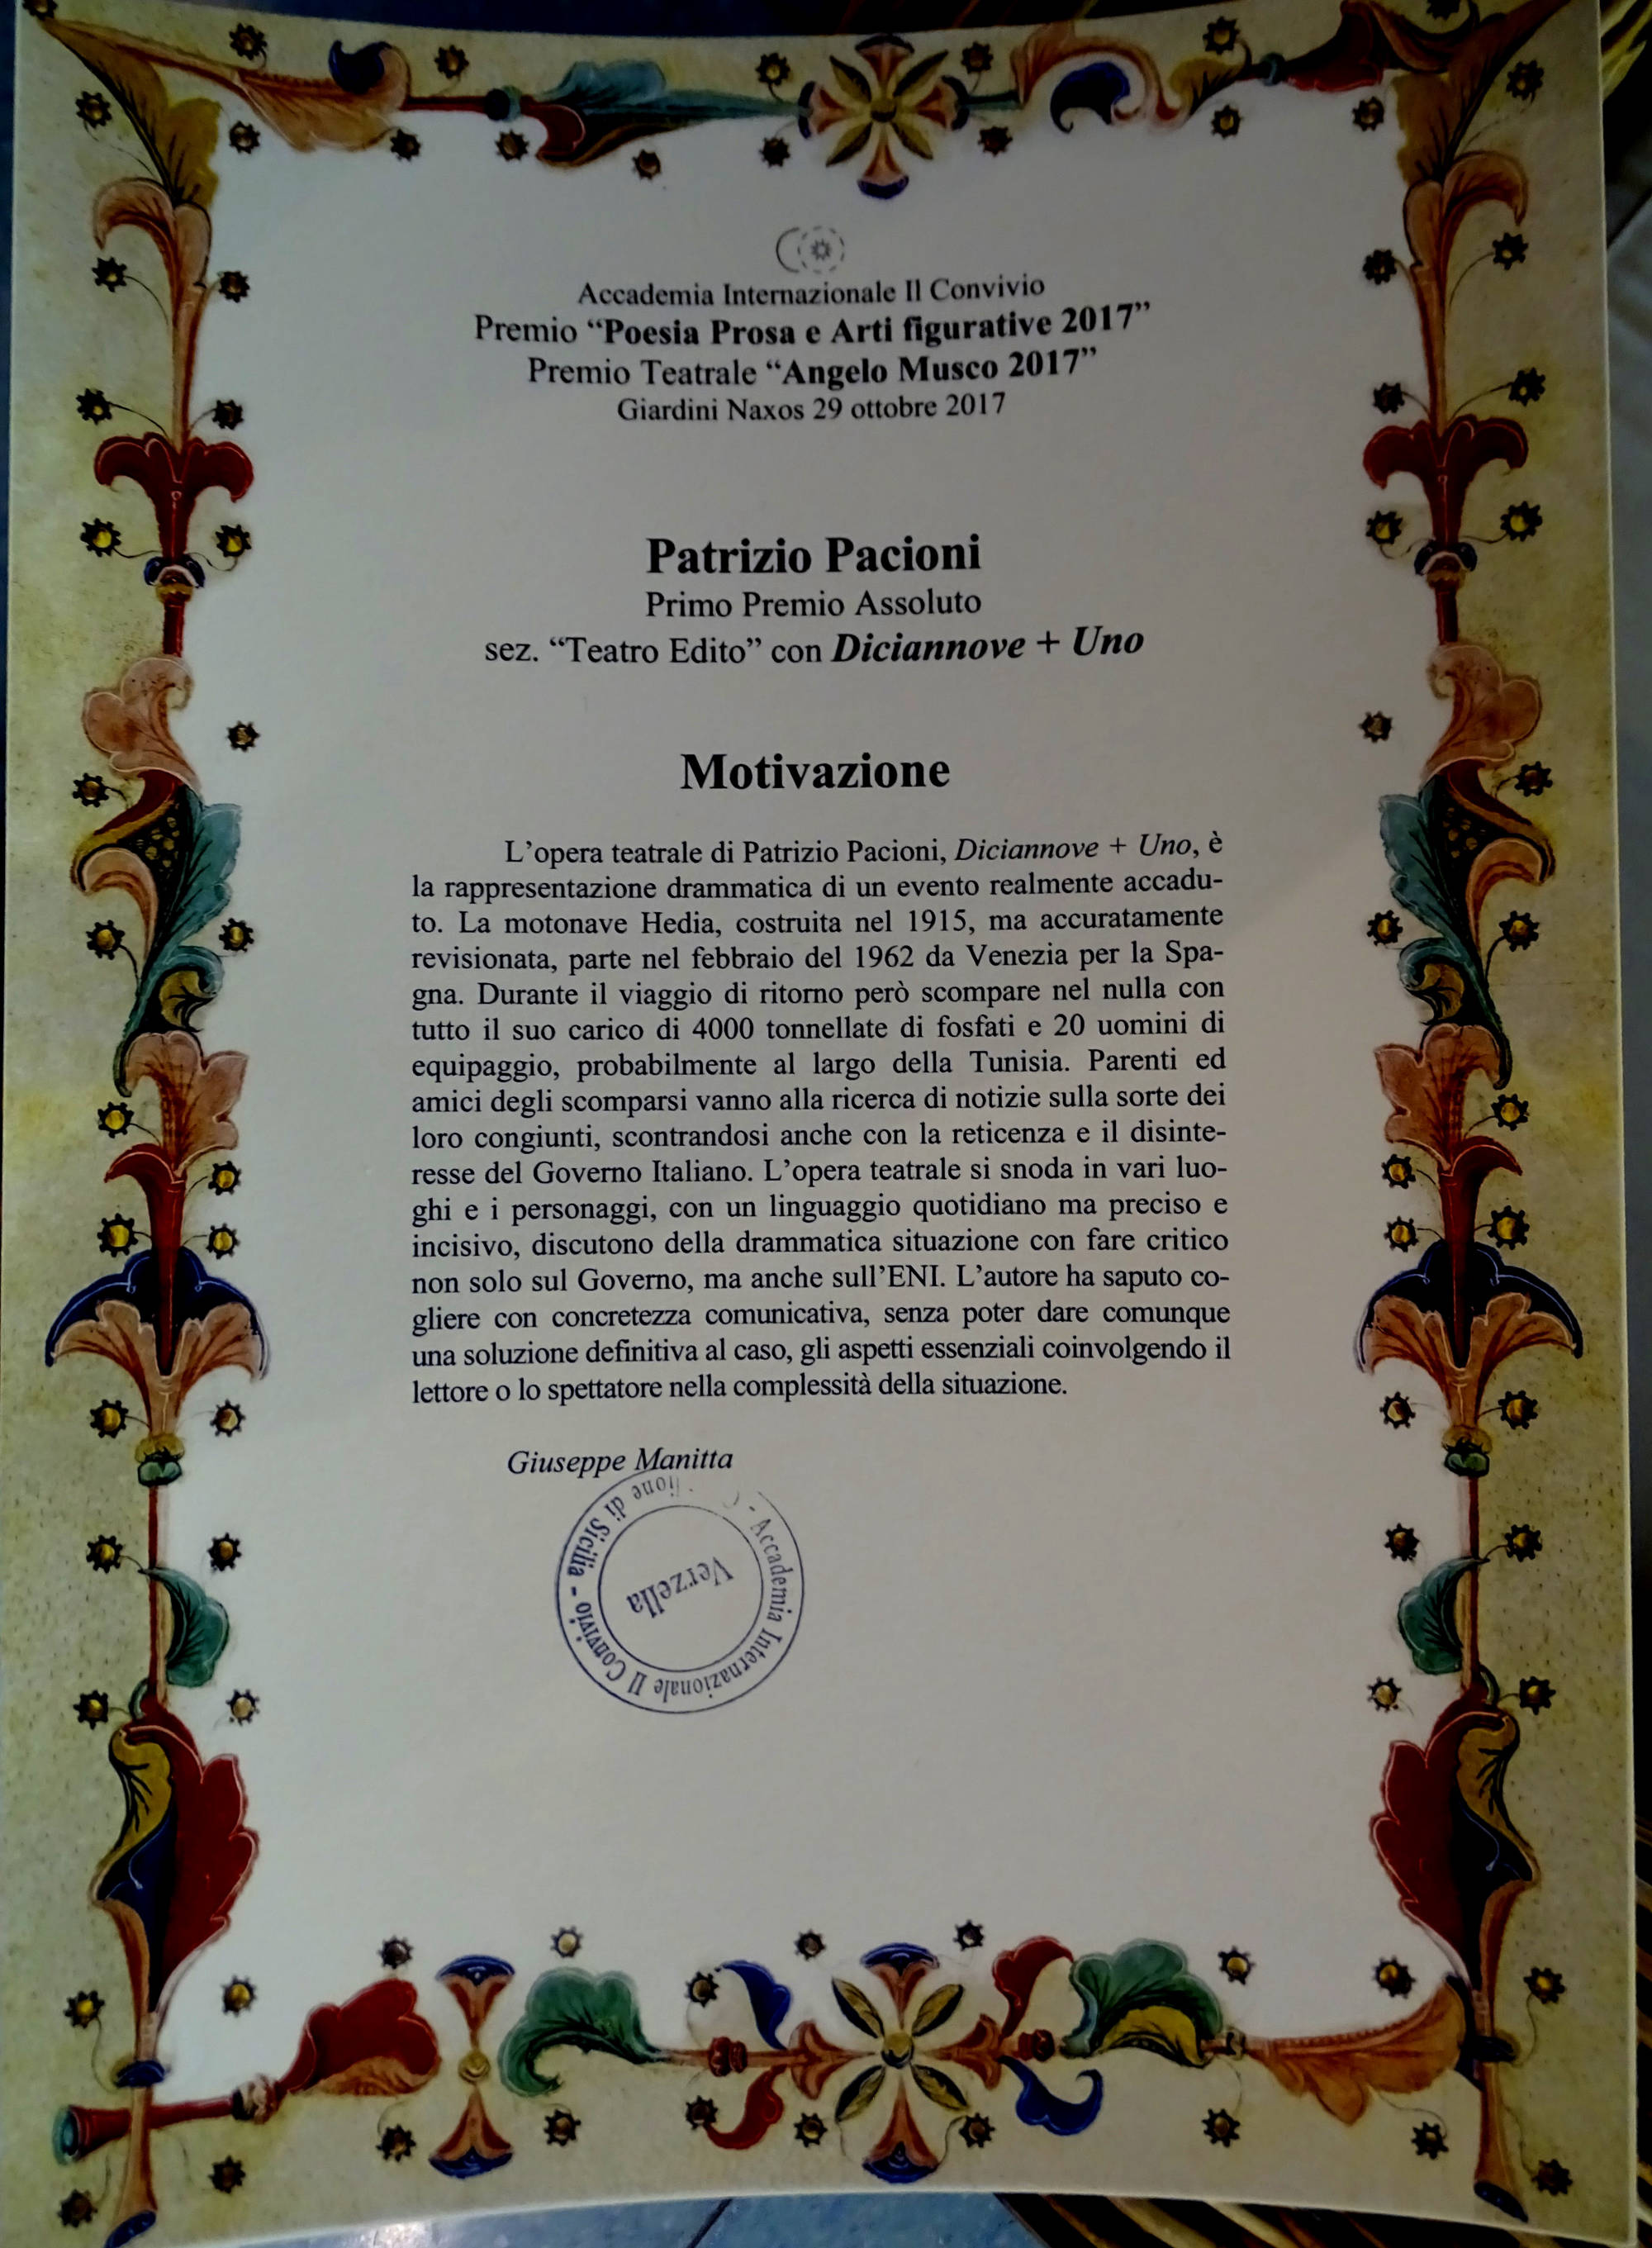 Accademia Internazionale Il Convivio
Premio “Poesia Prosa e Arti figurative 2017”
Premio Teatrale “Angelo Musco 2017”
Giardini Naxos 29 ottobre 2017
Patrizio Pacioni
Primo Premio Assoluto
sez. “Teatro Edito” con Diciannove + Uno
Motivazione
L’opera teatrale di Patrizio Pacioni, Diciannove + Uno, è
la rappresentazione drammatica di un evento realmente accadu-
to. La motonave Hedia, costruita nel 1915, ma accuratamente
revisionata, parte nel febbraio del 1962 da Venezia per la Spa-
gna. Durante il viaggio di ritorno però scompare nel nulla con
tutto il suo carico di 4000 tonnellate di fosfati e 20 uomini di
equipaggio, probabilmente al largo della Tunisia. Parenti ed
amici degli scomparsi vanno alla ricerca di notizie sulla sorte dei
loro congiunti, scontrandosi anche con la reticenza e il disinte-
resse del Governo Italiano. L’opera teatrale si snoda in vari luo-
ghi e i personaggi, con un linguaggio quotidiano ma preciso e
incisivo, discutono della drammatica situazione con fare critico
non solo sul Governo, ma anche sull’ENI. L’autore ha saputo co-
gliere con concretezza comunicativa, senza poter dare comunque
una soluzione definitiva al caso, gli aspetti essenziali coinvolgendo il
lettore o lo spettatore nella complessità della situazione.
Giuseppe Manitta
Accademia Internazionale Il Convivio -
di Sicilia -
Verzella